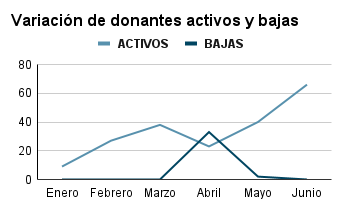 Variación de donantes activos y bajas
ACTIVOS BAJAS
80
60
40
20
0
Enero Febrero Marzo Abril Mayo Junio